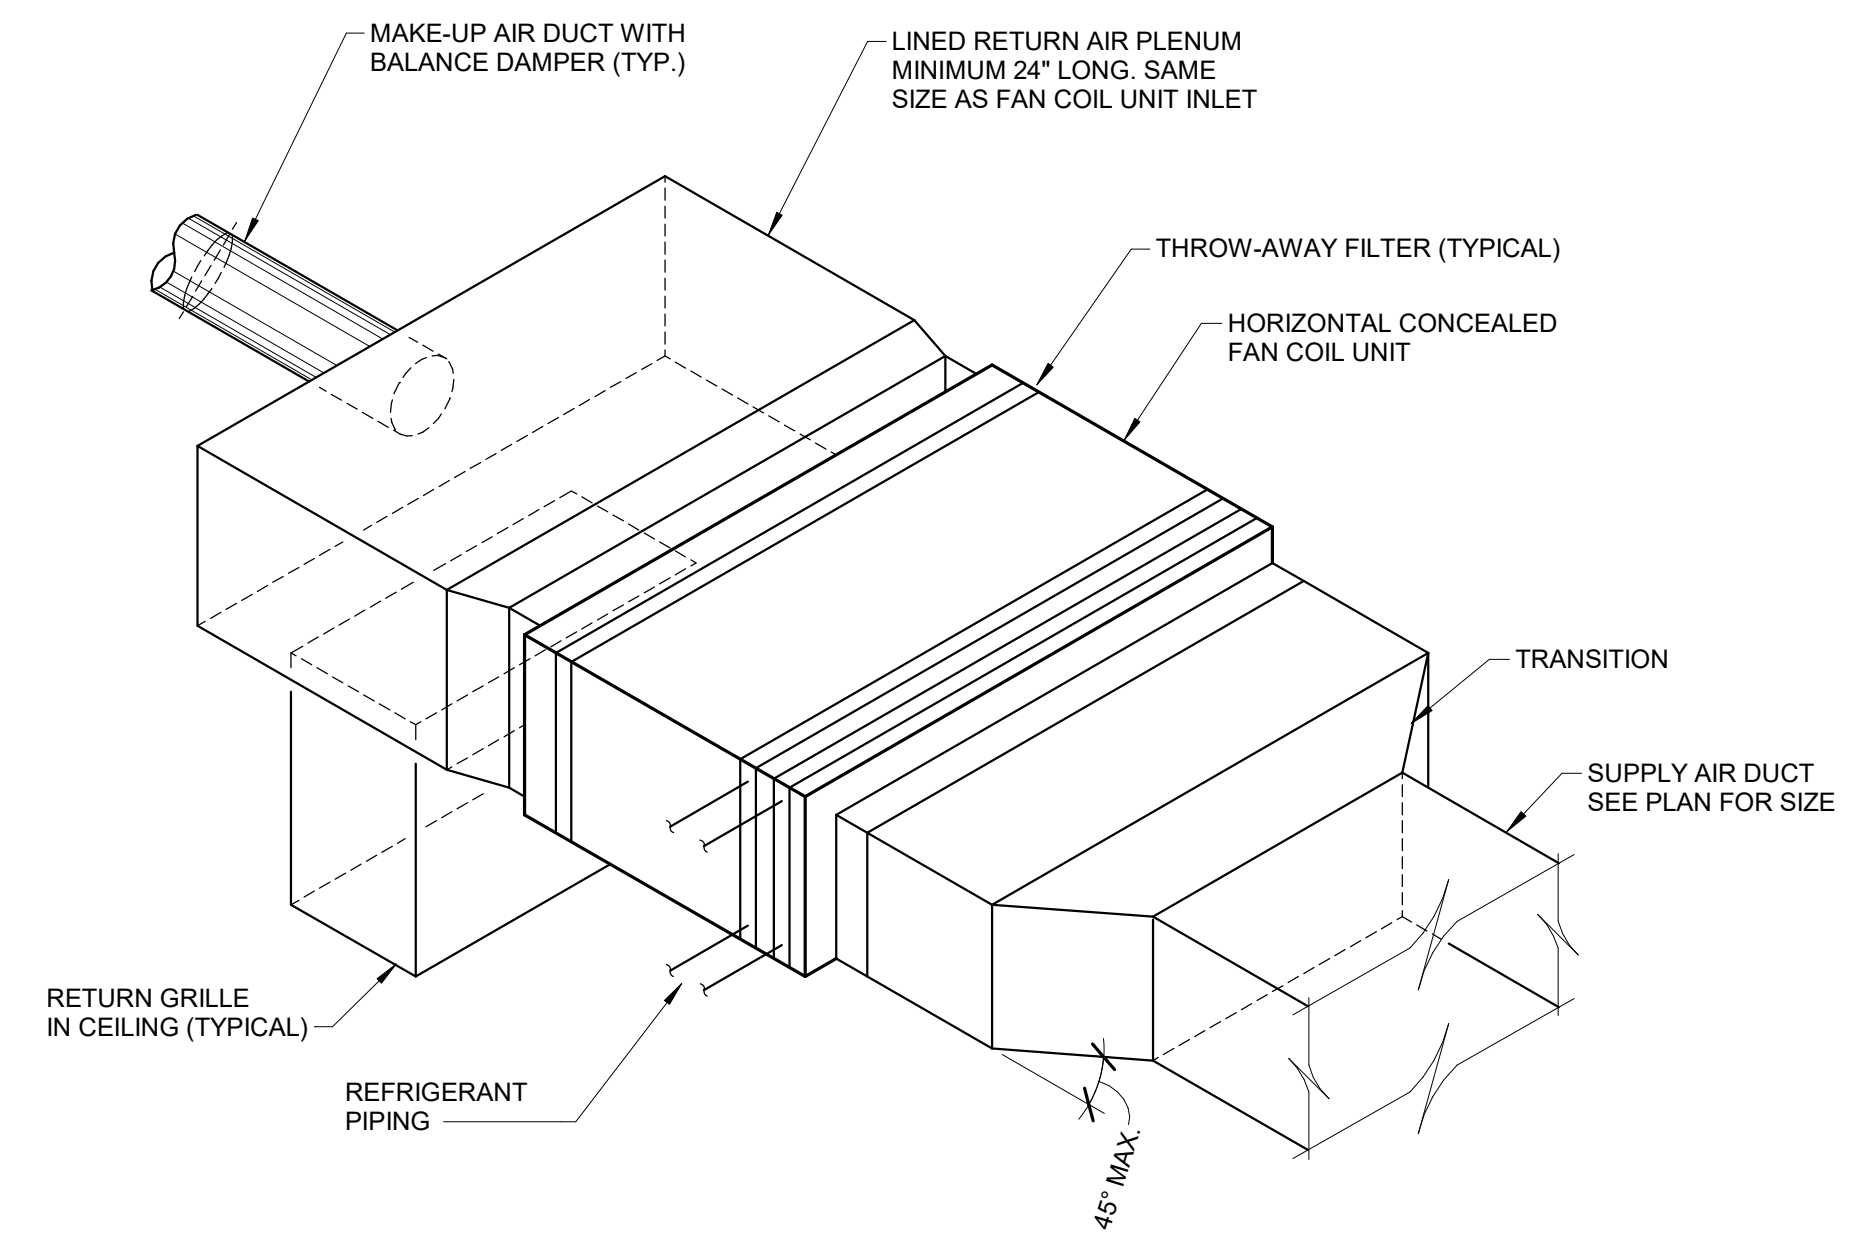 MAKE-UP AIR DUCT WITH
BALANCE DAMPER (TYP.)
LINED RETURN AIR PLENUM
MINIMUM 24" LONG. SAME
SIZE AS FAN COIL UNIT INLET
THROW-AWAY FILTER (TYPICAL)
HORIZONTAL CONCEALED
FAN COIL UNIT
TRANSITION
SUPPLY AIR DUCT
SEE PLAN FOR SIZE
RETURN GRILLE
IN CEILING (TYPICAL)
REFRIGERANT
PIPING
45° MAX.